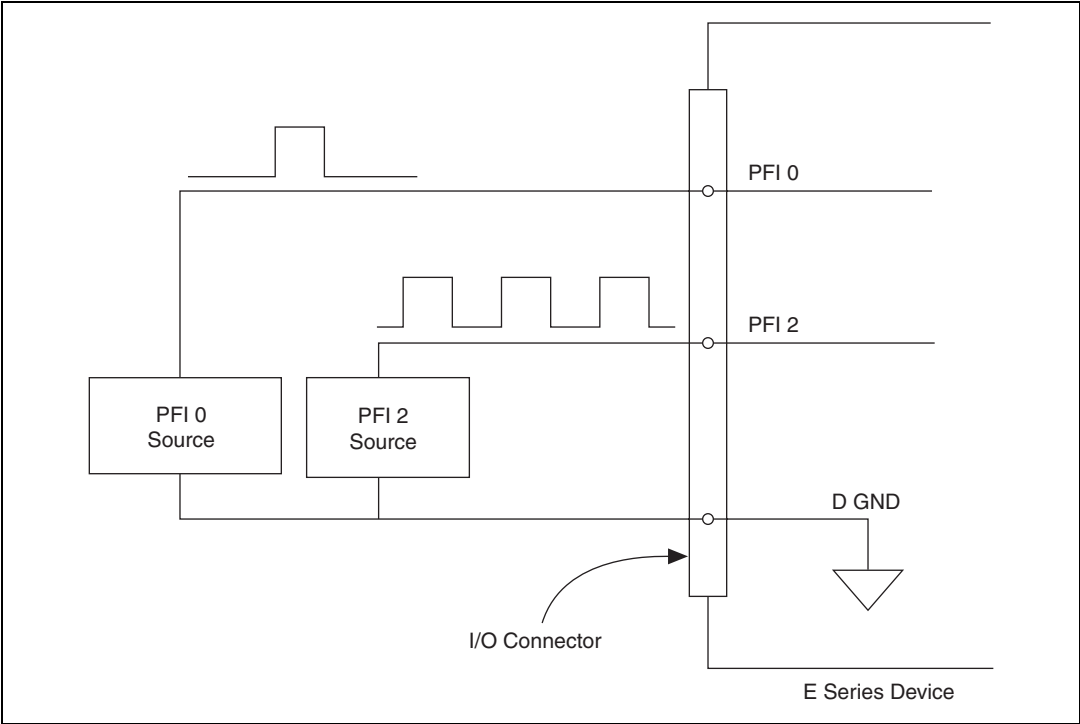 PFI 0
PFI 2
PFI 0
Source
PFI 2
Source
D GND
I/O Connector
E Series Device